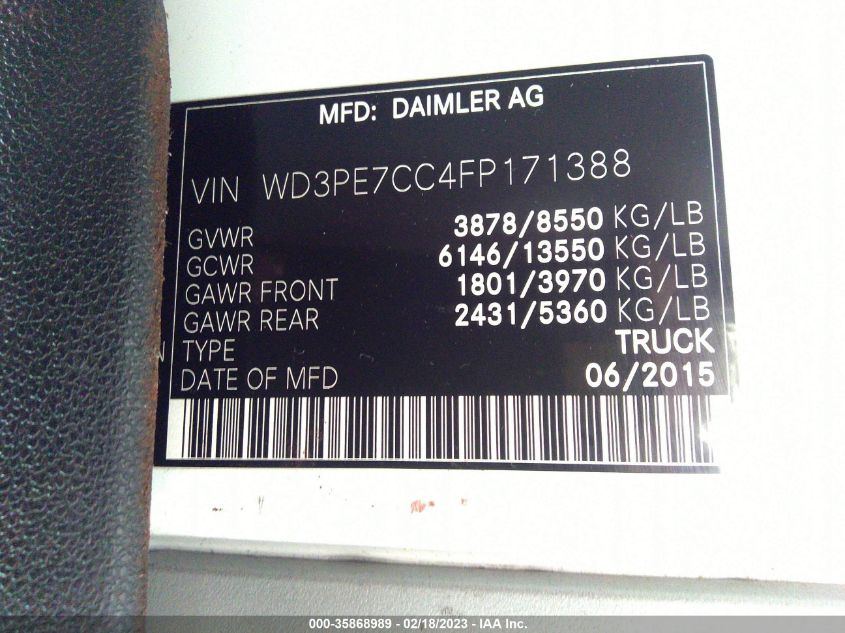 MFD: DAIMLER AG
VIN WD3PE7CC4FP171388
GVWR 3878/8550 KG/LB
GCWR 6146/13550 KG/LB
GAWR FRONT 1801/3970 KG/LB
GAWR REAR 2431/5360 KG/LB
TYPE TRUCK
DATE OF MFD 06/2015
000-35868989 - 02/18/2023 - IAA Inc.